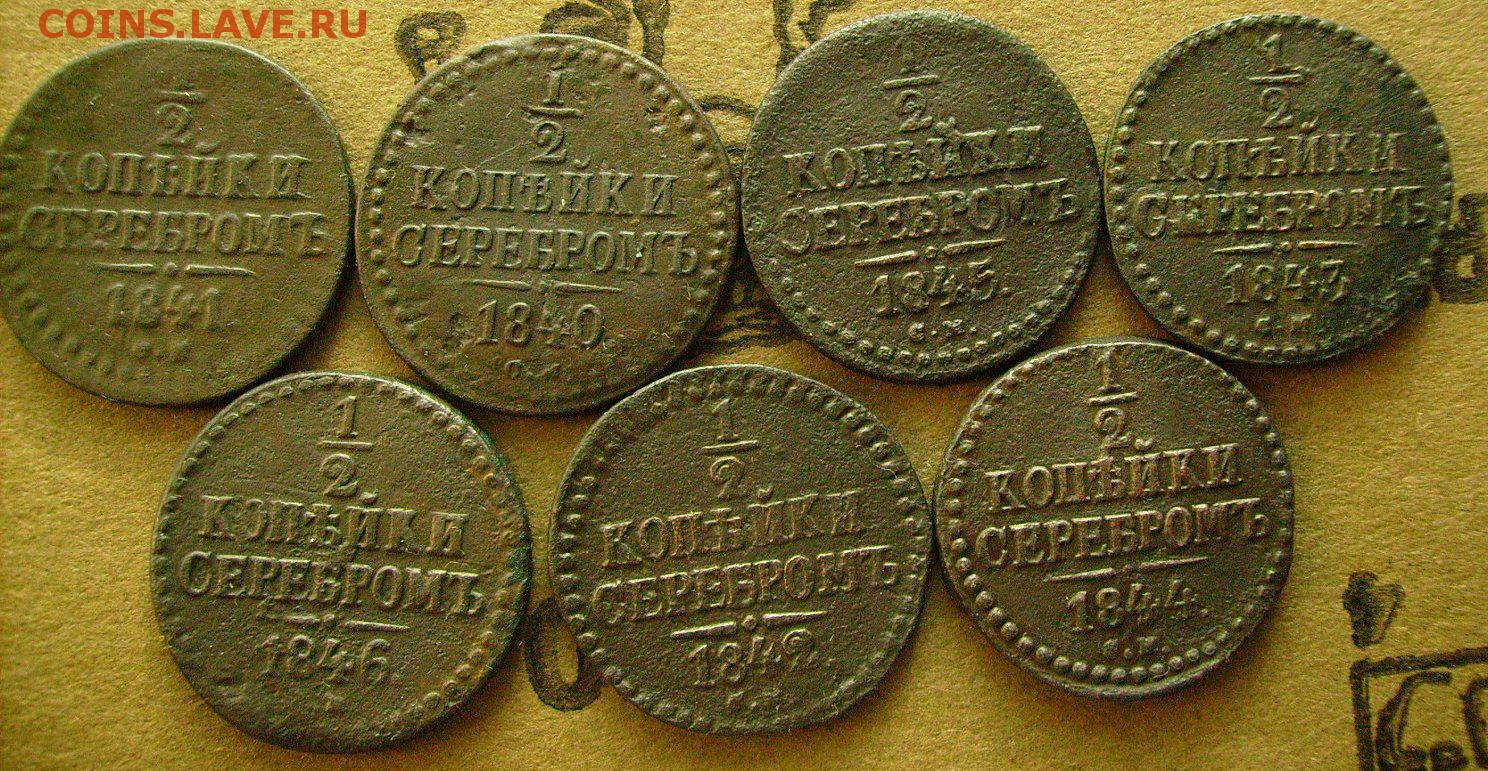 COINS.LAVE.RU
1/2
КОПѢЙКИ
СЕРЕБРОМЪ
1841.
С.М
1/2
КОПѢЙКИ
СЕРЕБРОМЪ
1840.
1/2
КОПѢЙКИ
СЕРЕБРОМЪ
1845.
С.М.
1/2
КОПѢЙКИ
СЕРЕБРОМЪ
1843
С.М
1/2
КОПѢЙКИ
СЕРЕБРОМЪ
1846.
1/2
КОПѢЙКИ
СЕРЕБРОМЪ
1842.
1/2
КОПѢЙКИ
СЕРЕБРОМЪ
1844.
С.М.